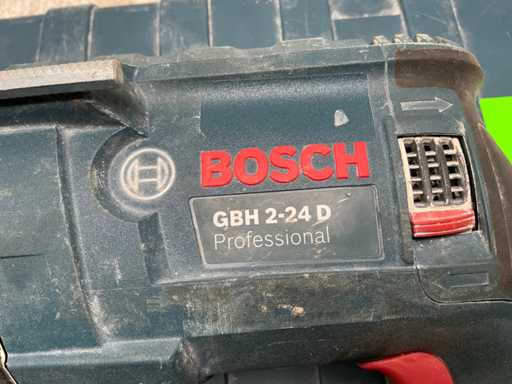 BOSCH
GBH 2-24 D
Professional